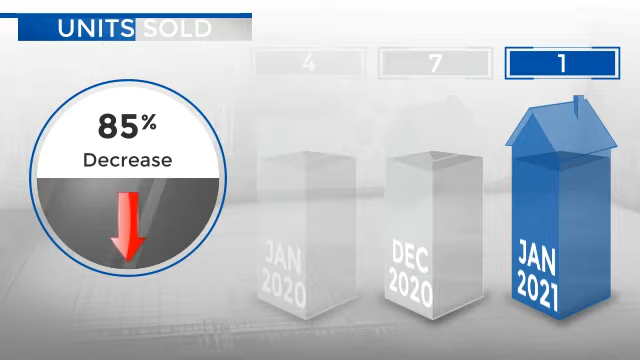 UNITS SOLD
4
7
1
85%
Decrease
JAN
2020
DEC
2020
JAN
2021